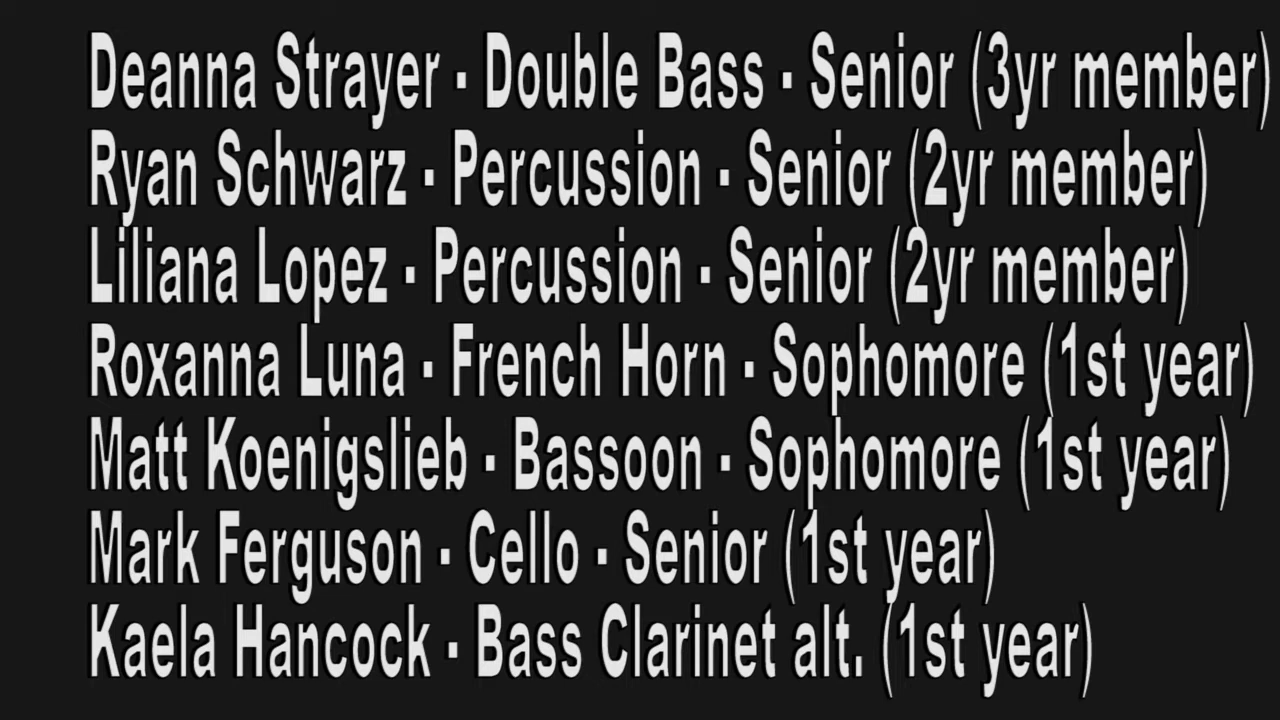 Deanna Strayer - Double Bass - Senior (3yr member)
Ryan Schwarz - Percussion - Senior (2yr member)
Liliana Lopez - Percussion - Senior (2yr member)
Roxanna Luna - French Horn - Sophomore (1st year)
Matt Koenigslieb - Bassoon - Sophomore (1st year)
Mark Ferguson - Cello - Senior (1st year)
Kaela Hancock - Bass Clarinet alt. (1st year)